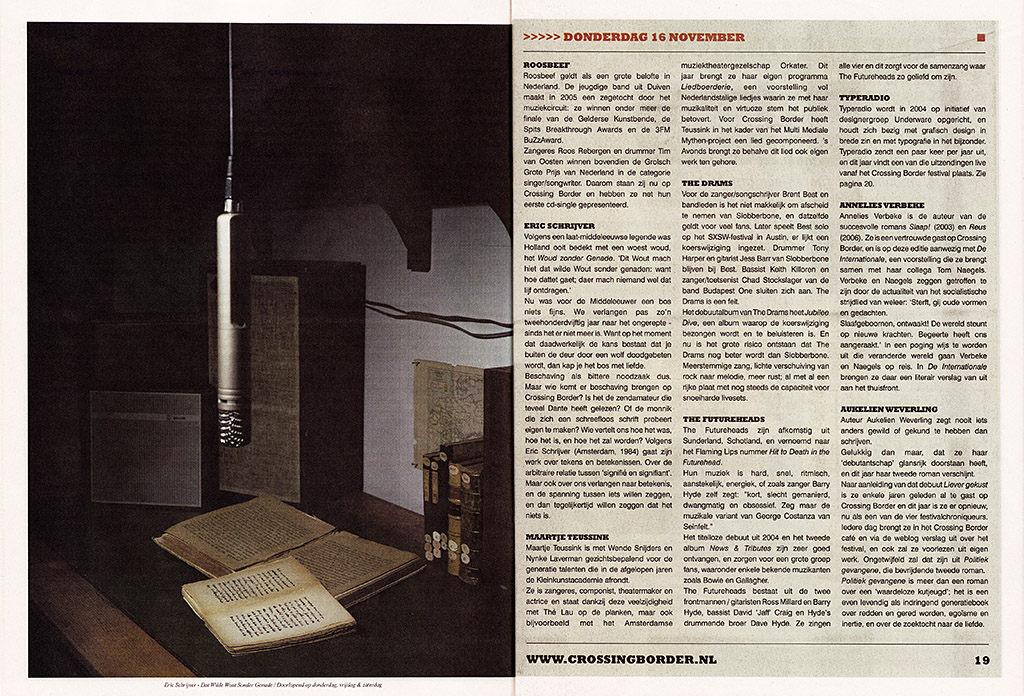 >>>>> DONDERDAG 16 NOVEMBER
ROOSBEEF
Roosbeef geldt als een grote belofte in
Nederland. De jeugdige band uit Duiven
maakt in 2005 een zegetocht door het
muziekcircuit: ze winnen onder meer de
finale van de Gelderse Kunstbende, de
Spits Breakthrough Awards en de 3FM
BuZzAward.
Zangeres Roos Rebergen en drummer Tim
van Oosten winnen bovendien de Grolsch
Grote Prijs van Nederland in de categorie
singer/songwriter. Daarom staan zij nu op
Crossing Border en hebben ze net hun
eerste cd-single gepresenteerd.
ERIC SCHRIJVER
Volgens een laat-middeleeuwse legende was
Holland ooit bedekt met een woest woud,
het Woud zonder Genade. 'Dit Wout mach
hiet dat wilde Wout sonder genaden: want
hoe dattet gaet; daer mach niemand wel dat
lijf ontdragen.'
Nu was voor de Middeleeuwer een bos
niets fijns. We verlangen pas zo'n
tweehonderdvijftig jaar naar het ongerepte -
sinds het er niet meer is. Want op het moment
dat daadwerkelijk de kans bestaat dat je
buiten de deur door een wolf doodgebeten
wordt, dan kap je het bos met liefde.
Beschaving als bittere noodzaak dus.
Maar wie komt er beschaving brengen op
Crossing Border? Is het de zendamateur die
teveel Dante heeft gelezen? Of de monnik
die zich een schreefloos schrift probeert
eigen te maken? Wie vertelt ons hoe het was,
hoe het is, en hoe het zal worden? Volgens
Eric Schrijver (Amsterdam, 1984) gaat zijn
werk over tekens en betekenissen. Over de
arbitraire relatie tussen 'signifié en signifiant'.
Maar ook over ons verlangen naar betekenis,
en de spanning tussen iets willen zeggen,
en dan tegelijkertijd willen zeggen dat het
niets is.
MAARTJE TEUSSINK
Maartje Teussink is met Wende Snijders en
Nynke Laverman gezichtsbepalend voor de
generatie talenten die in de afgelopen jaren
de Kleinkunstacademie afrondt.
Ze is zangeres, componist, theatermaker en
actrice en staat dankzij deze veelzijdigheid
met Thé Lau op de planken, maar ook
bijvoorbeeld met het Amsterdamse
muziektheatergezelschap Orkater. Dit
jaar brengt ze haar eigen programma
Liedboerderie, een voorstelling vol
Nederlandstalige liedjes waarin ze met haar
muzikaliteit en virtuoze stem het publiek
betovert. Voor Crossing Border heeft
Teussink in het kader van het Multi Mediale
Mythen-project een lied gecomponeerd. 's
Avonds brengt ze behalve dit lied ook eigen
werk ten gehore.
THE DRAMS
Voor de zanger/songschrijver Brent Best en
bandleden is het niet makkelijk om afscheid
te nemen van Slobberbone, en datzelfde
geldt voor veel fans. Later speelt Best solo
op het SXSW-festival in Austin, er lijkt een
koerswijziging ingezet. Drummer Tony
Harper en gitarist Jess Barr van Slobberbone
blijven bij Best. Bassist Keith Killoren en
zanger/toetsenist Chad Stockslager van de
band Budapest One sluiten zich aan. The
Drams is een feit.
Het debuutalbum van The Drams heet Jubilee
Dive, een album waarop de koerswijziging
bezongen wordt en te beluisteren is. En
nu is het grote risico ontstaan dat The
Drams nog beter wordt dan Slobberbone.
Meerstemmige zang, lichte verschuiving van
rock naar melodie, meer rust; al met al een
rijke plaat met nog steeds de capaciteit voor
snoeiharde livesets.
THE FUTUREHEADS
The Futureheads zijn afkomstig uit
Sunderland, Schotland, en vernoemd naar
het Flaming Lips nummer Hit to Death in the
Futurehead.
Hun muziek is hard, snel, ritmisch,
aanstekelijk, energiek, of zoals zanger Barry
Hyde zelf zegt: "kort, slecht gemanierd,
dwangmatig en obsessief. Zeg maar de
muzikale variant van George Costanza van
Seinfelt."
Het titelloze debuut uit 2004 en het tweede
album News & Tributes zijn zeer goed
ontvangen, en zorgen voor een grote groep
fans, waaronder enkele bekende muzikanten
zoals Bowie en Gallagher.
The Futureheads bestaat uit de twee
frontmannen / gitaristen Ross Millard en Barry
Hyde, bassist David 'Jaff' Craig en Hyde's
drummende broer Dave Hyde. Ze zingen
alle vier en dit zorgt voor de samenzang waar
The Futureheads zo geliefd om zijn.
TYPERADIO
Typeradio wordt in 2004 op initiatief van
designergroep Underware opgericht, en
houdt zich bezig met grafisch design in
brede zin en met typografie in het bijzonder.
Typeradio zendt een paar keer per jaar uit,
en dit jaar vindt een van die uitzendingen live
vanaf het Crossing Border festival plaats. Zie
pagina 20.
ANNELIES VERBEKE
Annelies Verbeke is de auteur van de
succesvolle romans Slaap! (2003) en Reus
(2006). Ze is een vertrouwde gast op Crossing
Border, en is op deze editie aanwezig met De
Internationale, een voorstelling die ze brengt
samen met haar collega Tom Naegels.
Verbeke en Naegels zeggen getroffen te
zijn door de actualiteit van het socialistische
strijdlied van weleer: 'Sterft, gij oude vormen
en gedachten.
Slaafgeboornen, ontwaakt! De wereld steunt
op nieuwe krachten. Begeerte heeft ons
aangeraakt.' In een poging wijs te worden
uit die veranderde wereld gaan Verbeke
en Naegels op reis. In De Internationale
brengen ze daar een literair verslag van uit
aan het thuisfront.
AUKELIEN WEVERLING
Auteur Aukelien Weverling zegt nooit iets
anders gewild of gekund te hebben dan
schrijven.
Gelukkig dan maar, dat ze haar
'debutantschap' glansrijk doorstaan heeft,
en dit jaar haar tweede roman verschijnt.
Naar aanleiding van dat debuut Liever gekust
is ze enkele jaren geleden al te gast op
Crossing Border en dit jaar is ze er opnieuw,
nu als een van de vier festivalchroniqueurs.
Iedere dag brengt ze in het Crossing Border
café en via de weblog verslag uit over het
festival, en ook zal ze voorlezen uit eigen
werk. Ongetwijfeld zal dat zijn uit Politiek
gevangene, die bevrijdende tweede roman.
Politiek gevangene is meer dan een roman
over een 'waardeloze kutjeugd'; het is een
even levendig als indringend generatieboek
over redden en gered worden, egoïsme en
inertie, en over de zoektocht naar de liefde.
WWW.CROSSINGBORDER.NL
19
Eric Schrijver - Dat Wilde Wout Sonder Genade / Doorlopend op donderdag, vrijdag & zaterdag